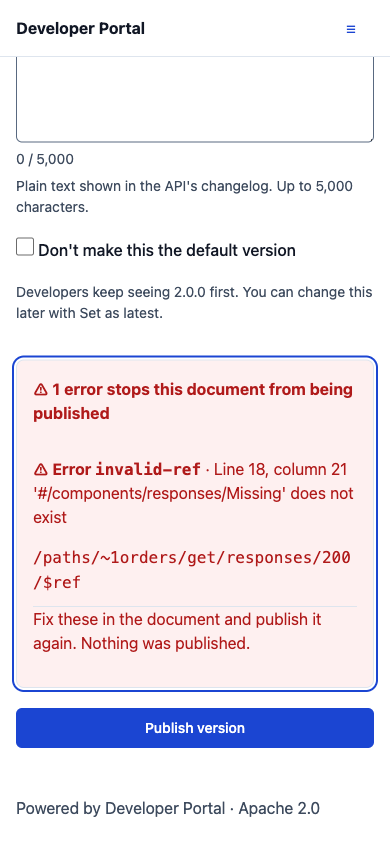 Developer Portal
≡
0 / 5,000
Plain text shown in the API's changelog. Up to 5,000
characters.
Don't make this the default version
Developers keep seeing 2.0.0 first. You can change this
later with Set as latest.
⚠ 1 error stops this document from being
published
⚠ Error invalid-ref · Line 18, column 21
'#/components/responses/Missing' does not
exist
/paths/~1orders/get/responses/200
/$ref
Fix these in the document and publish it
again. Nothing was published.
Publish version
Powered by Developer Portal · Apache 2.0